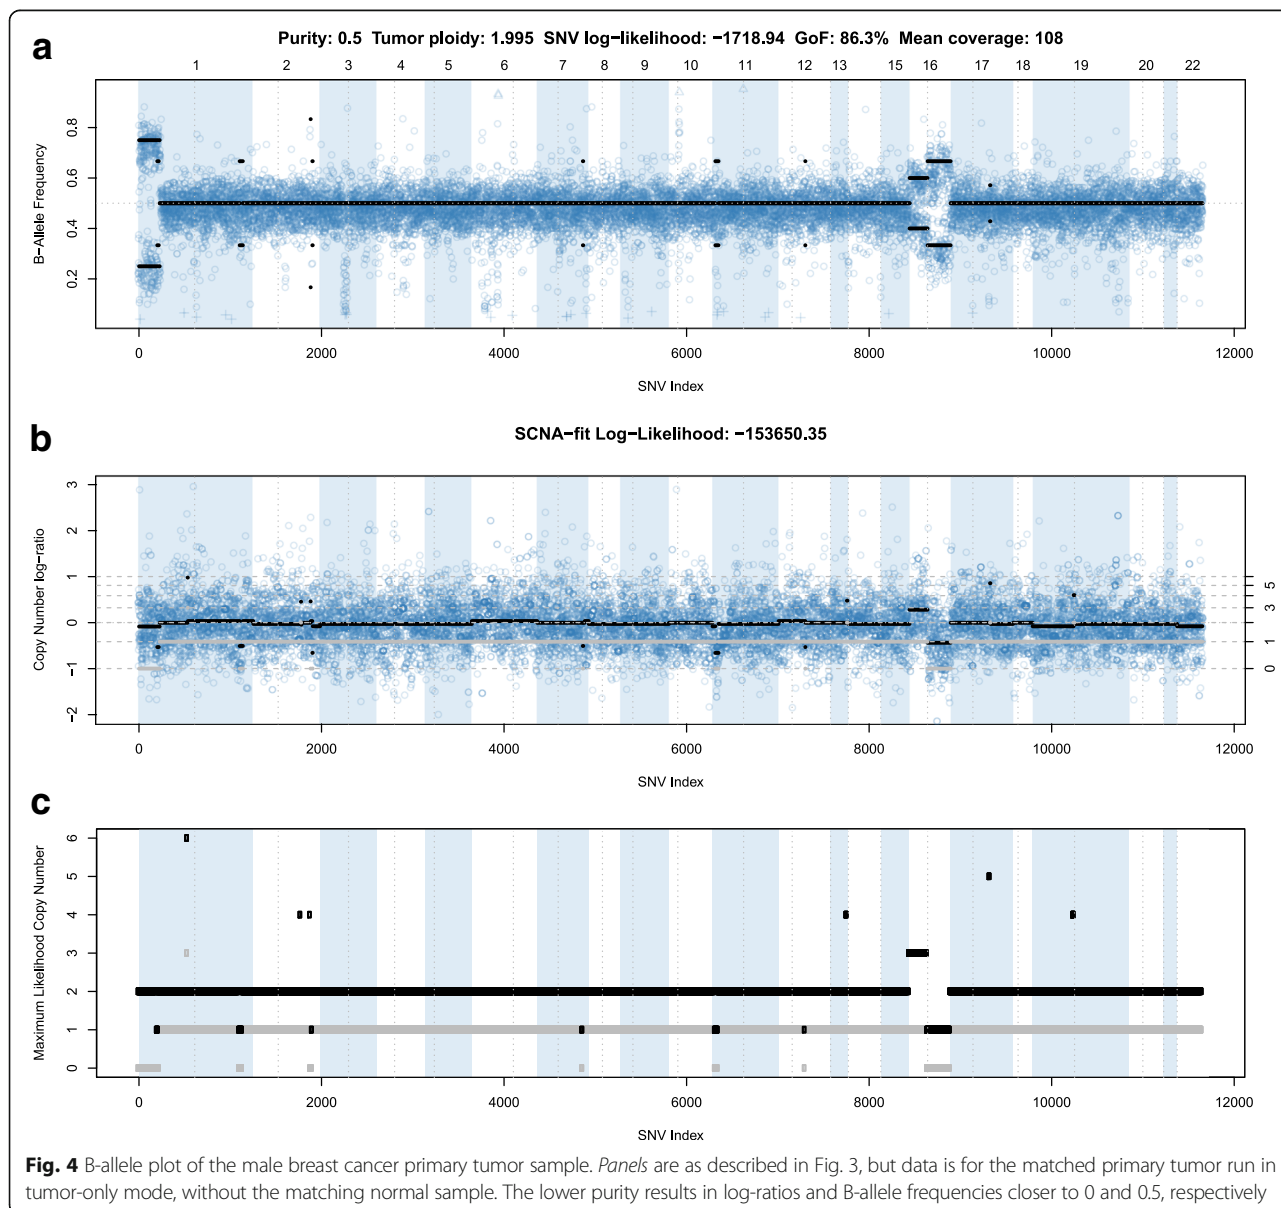 a
Purity: 0.5 Tumor ploidy: 1.995 SNV log−likelihood: −1718.94 GoF: 86.3% Mean coverage: 108
1 2 3 4 5 6 7 8 9 10 11 12 13 15 16 17 18 19 20 22
B−Allele Frequency
0.8
0.6
0.4
0.2
0 2000 4000 6000 8000 10000 12000
SNV Index
b
SCNA−fit Log−Likelihood: −153650.35
Copy Number log−ratio
3
2
1
0
−1
−2
5
3
2
1
0
0 2000 4000 6000 8000 10000 12000
SNV Index
c
Maximum Likelihood Copy Number
6
5
4
3
2
1
0
0 2000 4000 6000 8000 10000 12000
SNV Index
Fig. 4 B-allele plot of the male breast cancer primary tumor sample. Panels are as described in Fig. 3, but data is for the matched primary tumor run in
tumor-only mode, without the matching normal sample. The lower purity results in log-ratios and B-allele frequencies closer to 0 and 0.5, respectively